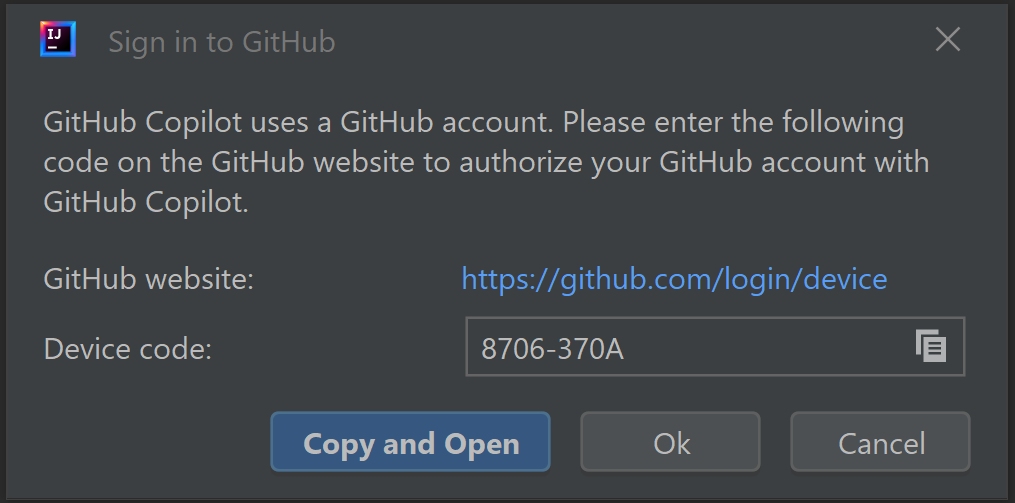 IJ
Sign in to GitHub
GitHub Copilot uses a GitHub account. Please enter the following
code on the GitHub website to authorize your GitHub account with
GitHub Copilot.
GitHub website: https://github.com/login/device
Device code: 8706-370A
Copy and Open Ok Cancel